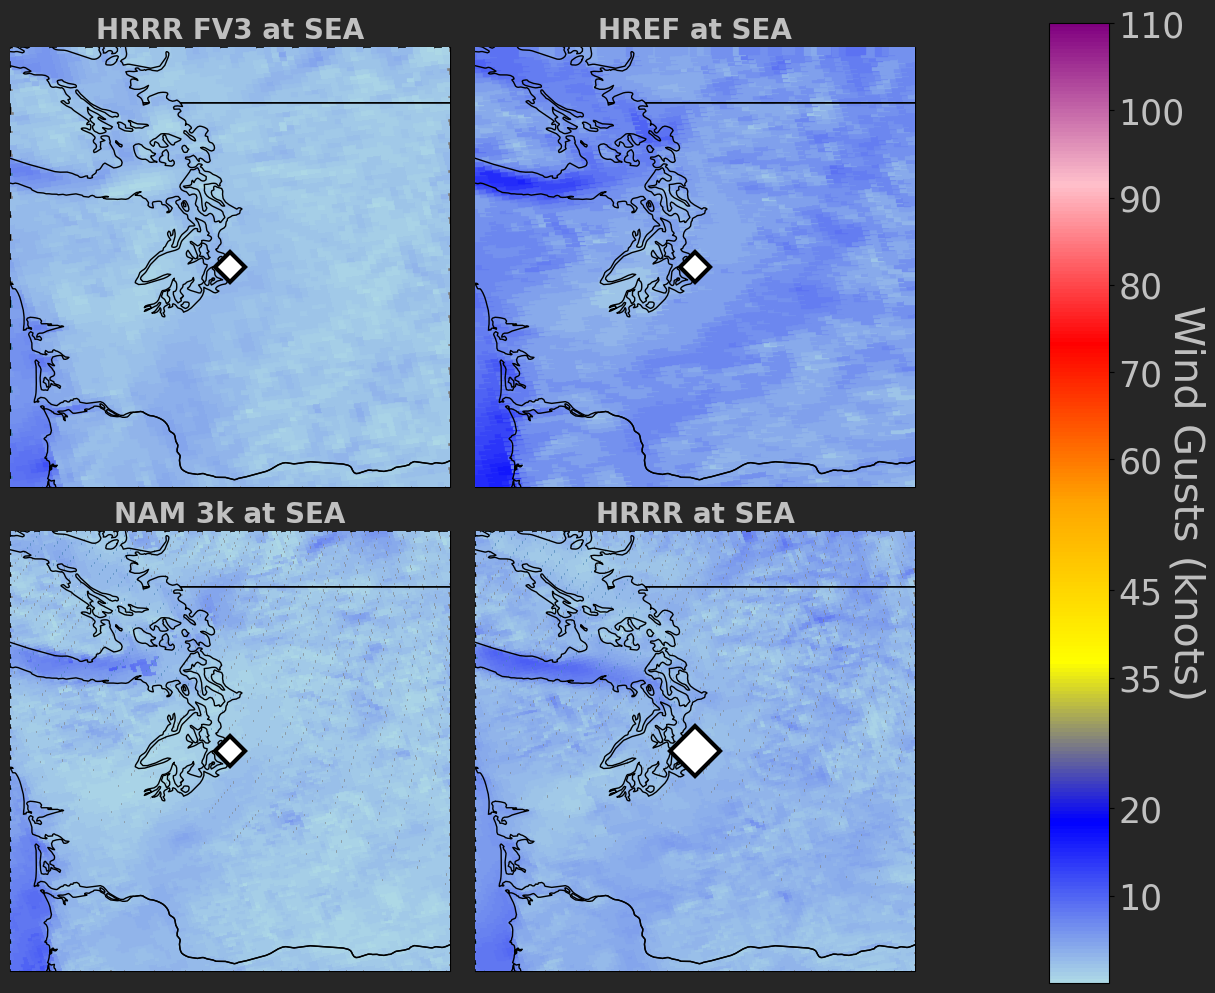 HRRR FV3 at SEA
HREF at SEA
NAM 3k at SEA
HRRR at SEA
110
100
90
80
70
60
45
35
20
10
Wind Gusts (knots)